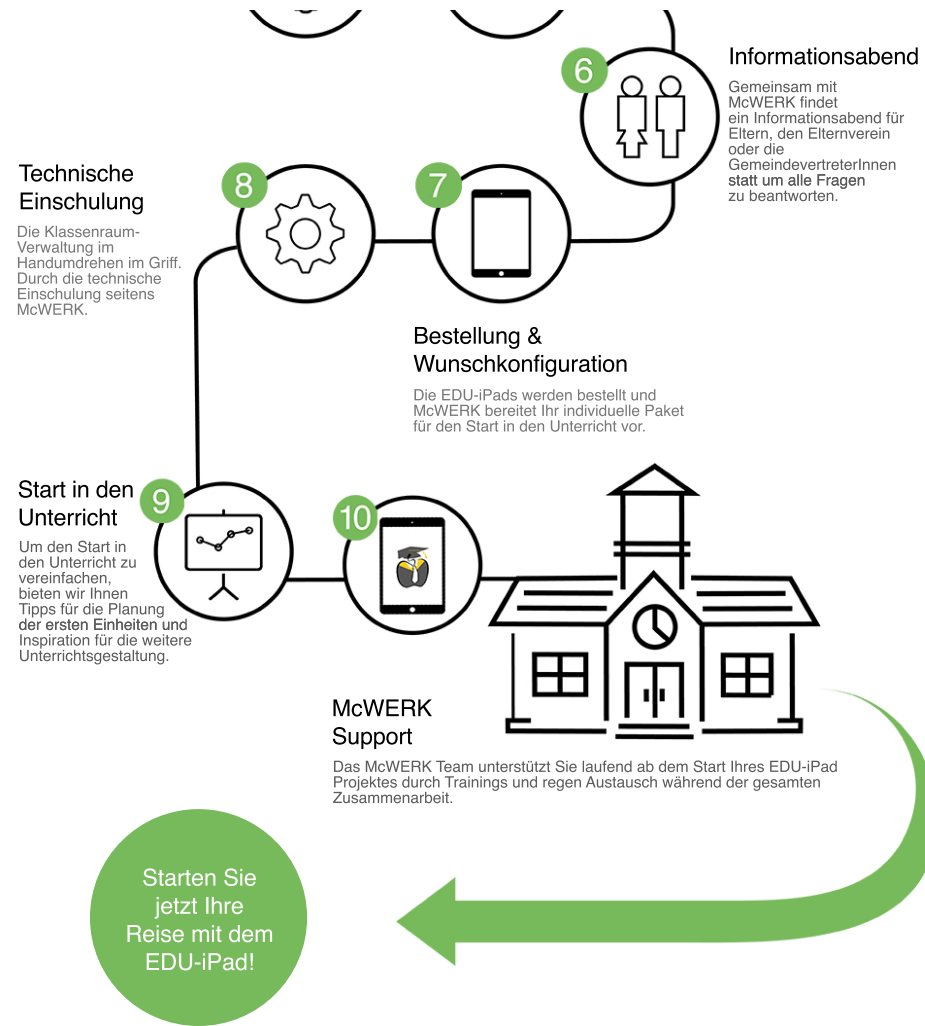 6
Informationsabend
Gemeinsam mit
McWERK findet
ein Informationsabend für
Eltern, den Elternverein
oder die
GemeindevertreterInnen
statt um alle Fragen
zu beantworten.
7
Bestellung &
Wunschkonfiguration
Die EDU-iPads werden bestellt und
McWERK bereitet Ihr individuelle Paket
für den Start in den Unterricht vor.
8
Technische
Einschulung
Die Klassenraum-
Verwaltung im
Handumdrehen im Griff.
Durch die technische
Einschulung seitens
McWERK.
9
Start in den
Unterricht
Um den Start in
den Unterricht zu
vereinfachen,
bieten wir Ihnen
Tipps für die Planung
der ersten Einheiten und
Inspiration für die weitere
Unterrichtsgestaltung.
10
McWERK
Support
Das McWERK Team unterstützt Sie laufend ab dem Start Ihres EDU-iPad
Projektes durch Trainings und regen Austausch während der gesamten
Zusammenarbeit.
Starten Sie
jetzt Ihre
Reise mit dem
EDU-iPad!